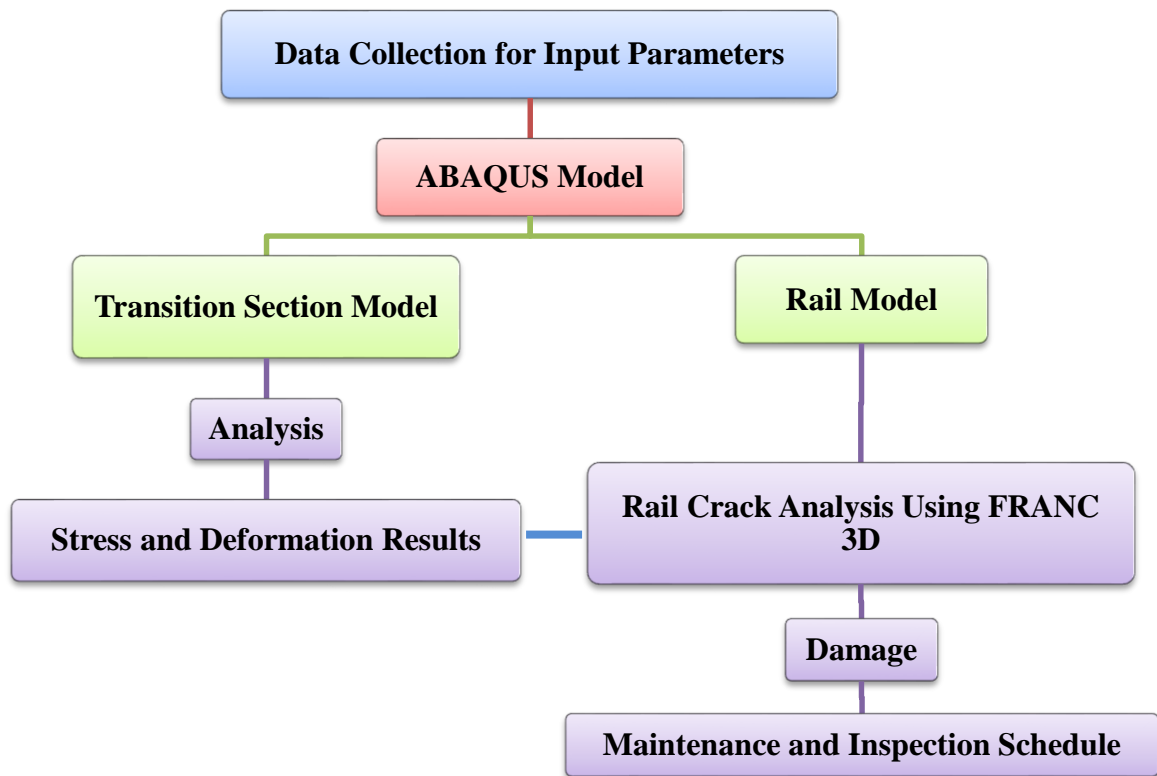 Data Collection for Input Parameters
ABAQUS Model
Transition Section Model
Rail Model
Analysis
Stress and Deformation Results
Rail Crack Analysis Using FRANC
3D
Damage
Maintenance and Inspection Schedule